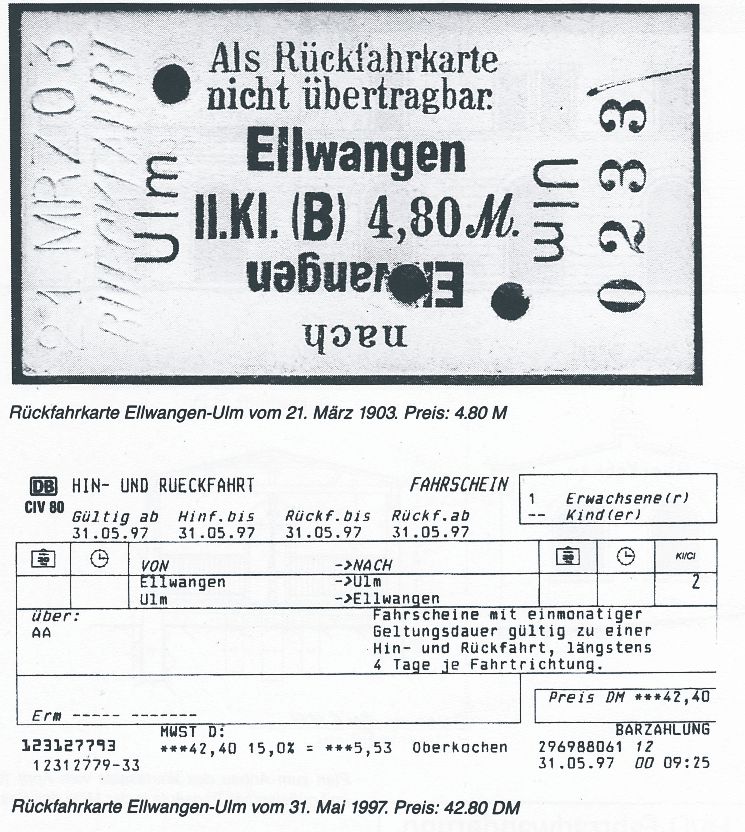 21 MRZ 03
RÜCKFAHRT
Ulm
Als Rückfahrkarte
nicht übertragbar.
Ellwangen
II.Kl. (B) 4,80 M.
Ellwangen
nach
Ulm
0233
Rückfahrkarte Ellwangen-Ulm vom 21. März 1903. Preis: 4.80 M
DB HIN- UND RUECKFAHRT FAHRSCHEIN
CIV 80
1 Erwachsene(r)
-- Kind(er)
Gültig ab Hinf.bis Rückf.bis Rückf.ab
31.05.97 31.05.97 31.05.97 31.05.97
VON ->NACH Kl/Cl
Ellwangen ->Ulm 2
Ulm ->Ellwangen
über: Fahrscheine mit einmonatiger
AA Geltungsdauer gültig zu einer
Hin- und Rückfahrt, längstens
4 Tage je Fahrtrichtung.
Preis DM ***42,40
Erm ----- -------
MWST D: BARZAHLUNG
123127793 ***42,40 15,0% = ***5,53 Oberkochen 296988061 12
12312779-33 31.05.97 00 09:25
Rückfahrkarte Ellwangen-Ulm vom 31. Mai 1997. Preis: 42.80 DM